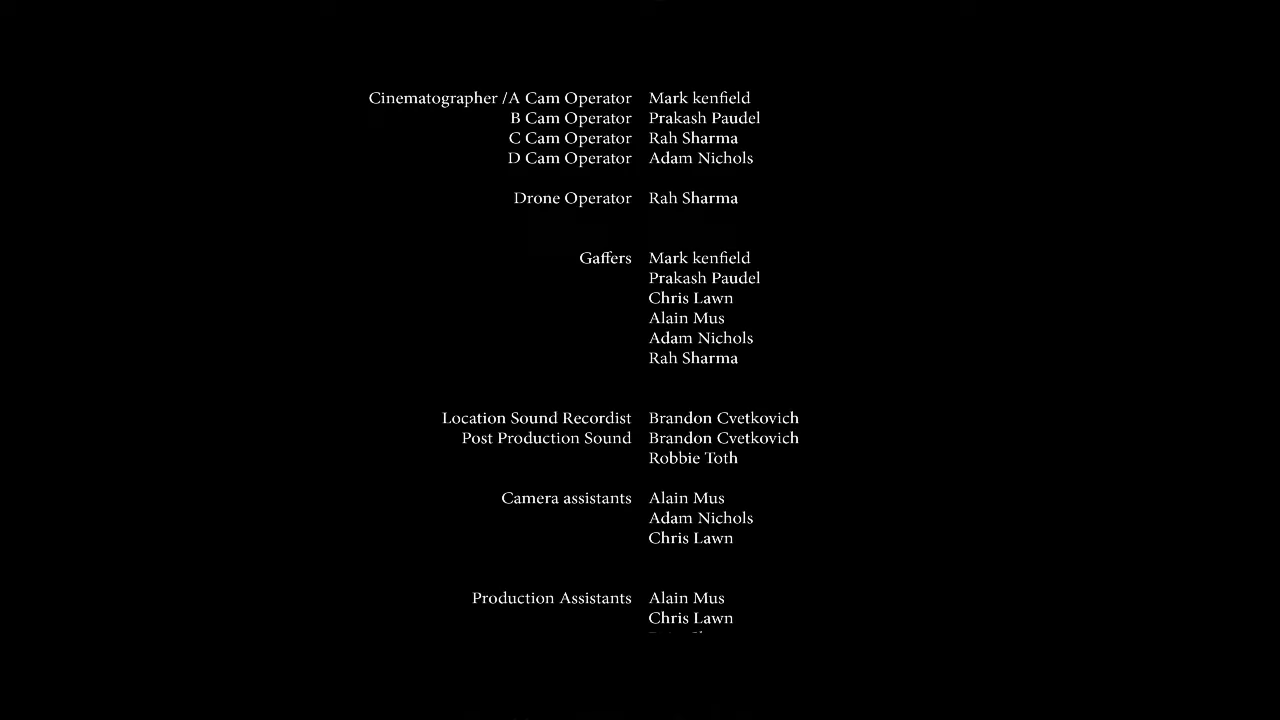 Cinematographer /A Cam Operator Mark kenfield
B Cam Operator Prakash Paudel
C Cam Operator Rah Sharma
D Cam Operator Adam Nichols
Drone Operator Rah Sharma
Gaffers Mark kenfield
Prakash Paudel
Chris Lawn
Alain Mus
Adam Nichols
Rah Sharma
Location Sound Recordist Brandon Cvetkovich
Post Production Sound Brandon Cvetkovich
Robbie Toth
Camera assistants Alain Mus
Adam Nichols
Chris Lawn
Production Assistants Alain Mus
Chris Lawn